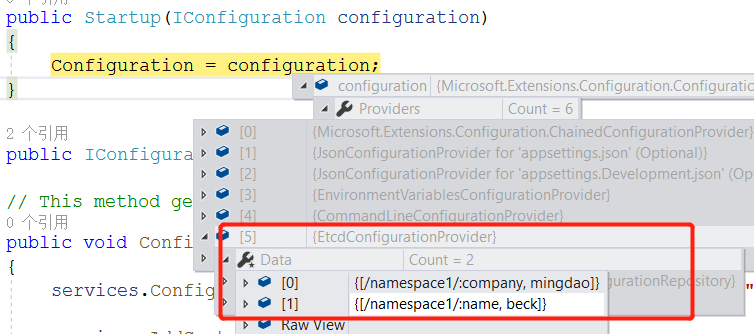 public Startup(IConfiguration configuration)
{
Configuration = configuration;
}
configuration {Microsoft.Extensions.Configuration.Configuratio
Providers Count = 6
[0] {Microsoft.Extensions.Configuration.ChainedConfigurationProvider}
2 个引用
[1] {JsonConfigurationProvider for 'appsettings.json' (Optional)}
public IConfigura
[2] {JsonConfigurationProvider for 'appsettings.Development.json' (Op
[3] {EnvironmentVariablesConfigurationProvider}
// This method ge
[4] {CommandLineConfigurationProvider}
0 个引用
[5] {EtcdConfigurationProvider}
public void Confi
Data Count = 2
{
[0] {[/namespace1/:company, mingdao]}
services.Config
[1] {[/namespace1/:name, beck]}
gurationRepository}
Raw View